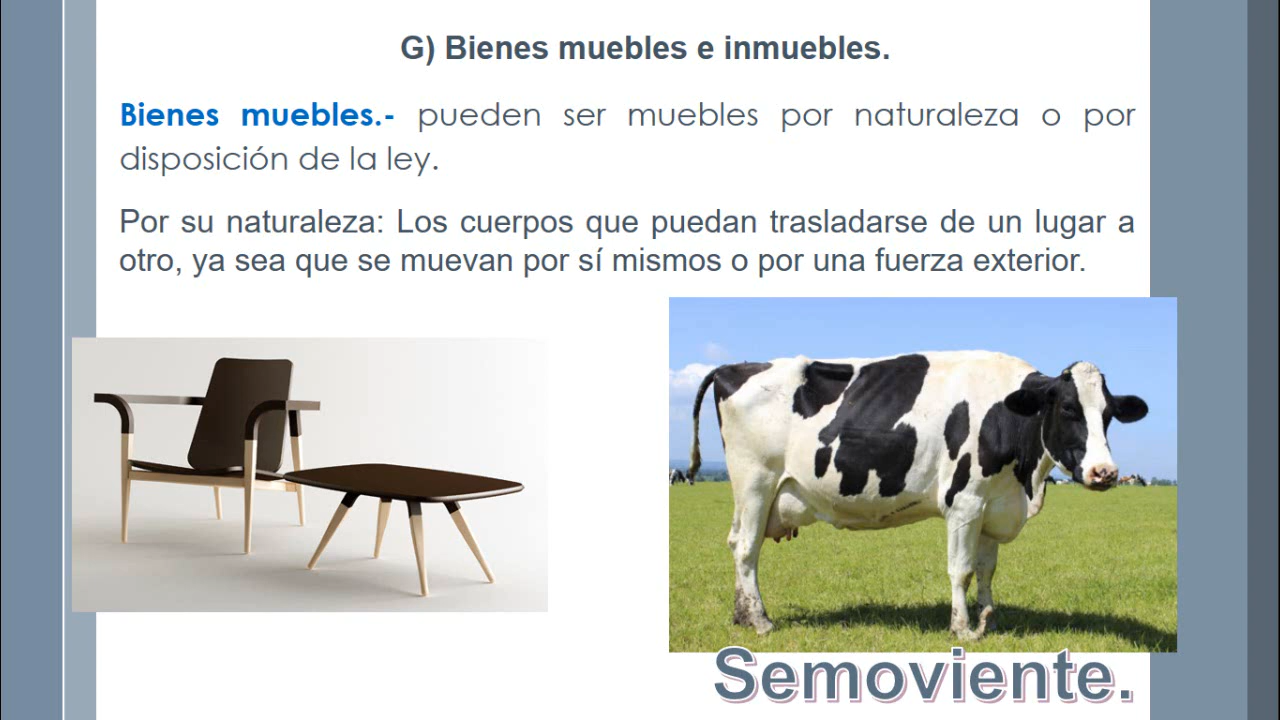 G) Bienes muebles e inmuebles.
Bienes muebles.- pueden ser muebles por naturaleza o por
disposición de la ley.
Por su naturaleza: Los cuerpos que puedan trasladarse de un lugar a
otro, ya sea que se muevan por sí mismos o por una fuerza exterior.
Semoviente.